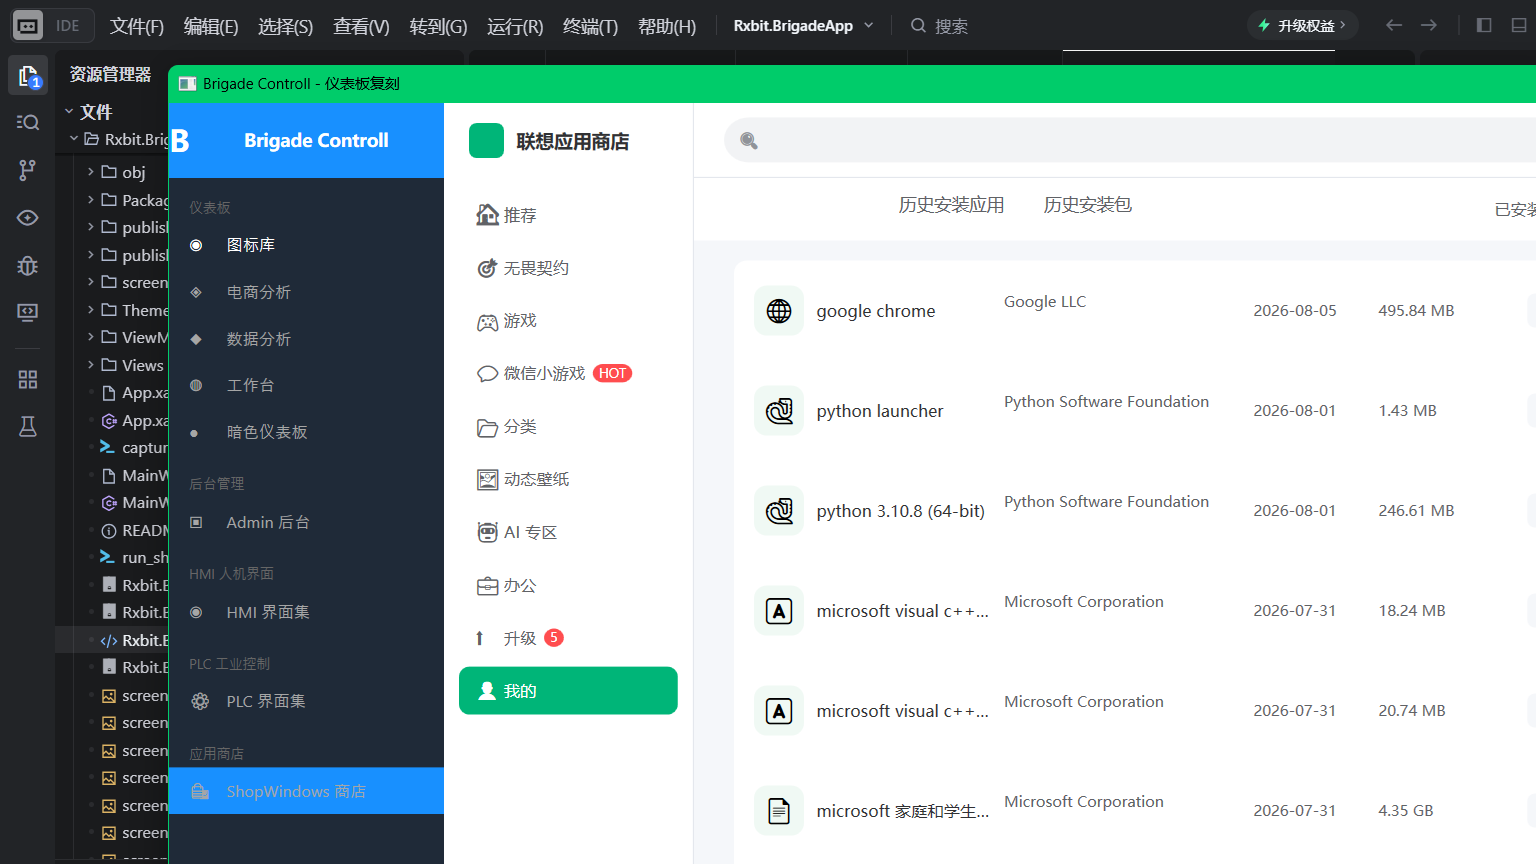 IDE 文件(F) 编辑(E) 选择(S) 查看(V) 转到(G) 运行(R) 终端(T) 帮助(H) Rxbit.BrigadeApp 搜索 升级权益
1
资源管理器
文件
Rxbit.Brig
obj
Packag
publisl
publisl
screen
Theme
ViewM
Views
App.xa
App.xa
captur
MainW
MainW
READM
run_sh
Rxbit.E
Rxbit.E
Rxbit.E
Rxbit.E
screen
screen
screen
screen
screen
screen
Brigade Controll - 仪表板复刻
B Brigade Controll
仪表板
图标库
电商分析
数据分析
工作台
暗色仪表板
后台管理
Admin 后台
HMI 人机界面
HMI 界面集
PLC 工业控制
PLC 界面集
应用商店
ShopWindows 商店
联想应用商店
推荐
无畏契约
游戏
微信小游戏 HOT
分类
动态壁纸
AI 专区
办公
升级 5
我的
历史安装应用 历史安装包 已安装
google chrome Google LLC 2026-08-05 495.84 MB
python launcher Python Software Foundation 2026-08-01 1.43 MB
python 3.10.8 (64-bit) Python Software Foundation 2026-08-01 246.61 MB
microsoft visual c++... Microsoft Corporation 2026-07-31 18.24 MB
microsoft visual c++... Microsoft Corporation 2026-07-31 20.74 MB
microsoft 家庭和学生... Microsoft Corporation 2026-07-31 4.35 GB